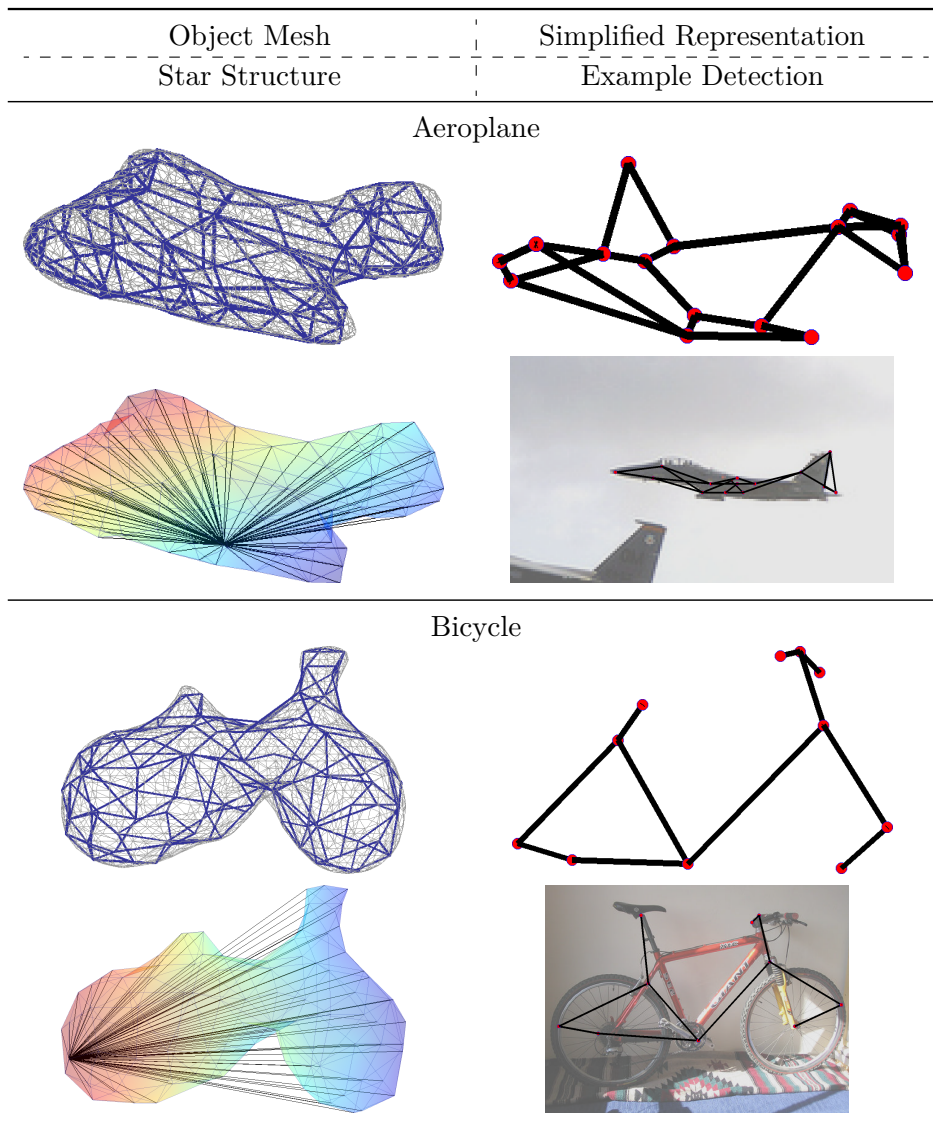 Object Mesh
Simplified Representation
Star Structure
Example Detection
Aeroplane
Bicycle